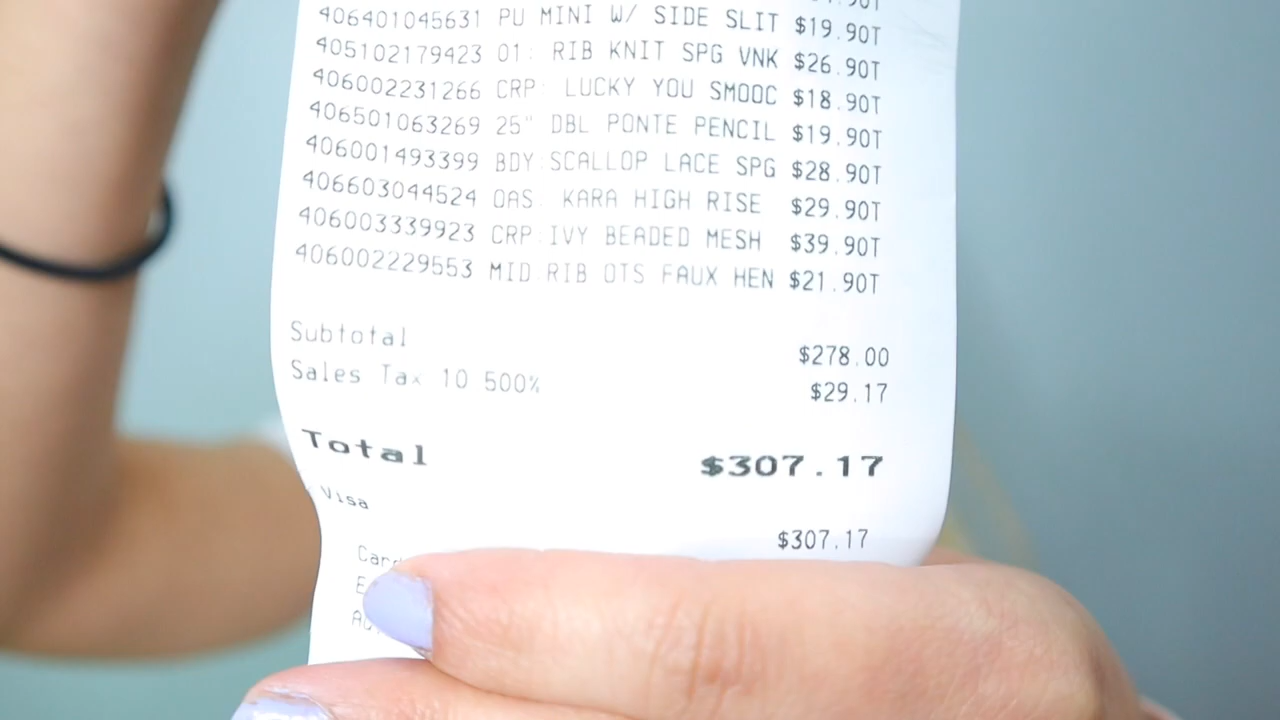 406401045631 PU MINI W/ SIDE SLIT $19.90T
405102179423 01: RIB KNIT SPG VNK $26.90T
406002231266 CRP: LUCKY YOU SMOOC $18.90T
406501063269 25" DBL PONTE PENCIL $19.90T
406001493399 BDY:SCALLOP LACE SPG $28.90T
406603044524 OAS: KARA HIGH RISE $29.90T
406003339923 CRP:IVY BEADED MESH $39.90T
406002229553 MID:RIB OTS FAUX HEN $21.90T
Subtotal $278.00
Sales Tax 10.500% $29.17
Total $307.17
Visa $307.17